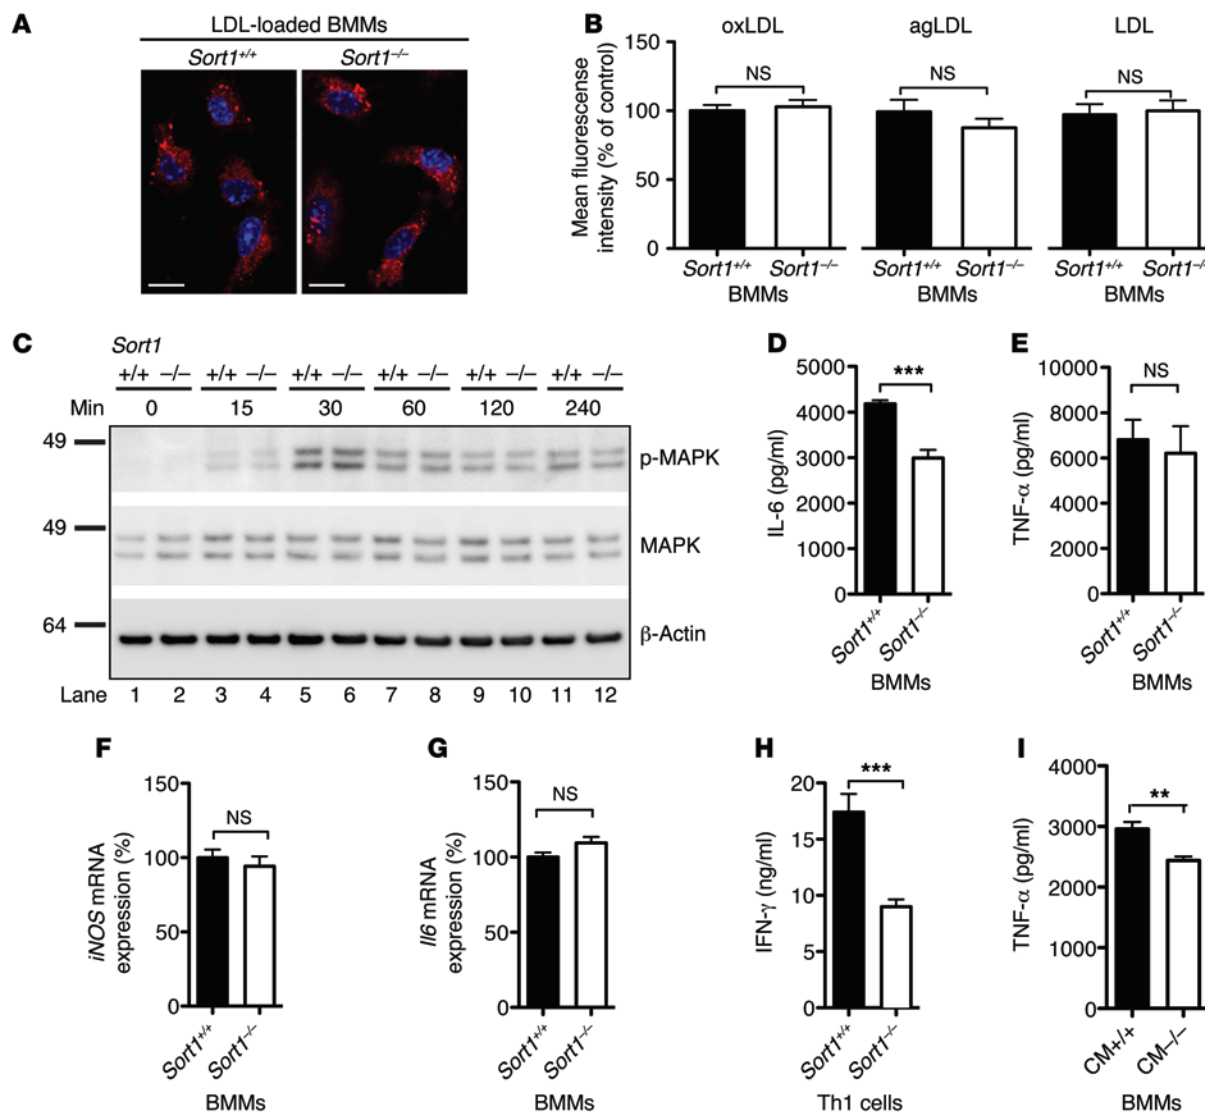 A
LDL-loaded BMMs
Sort1+/+ Sort1–/–
B
oxLDL agLDL LDL
Mean fluorescense
intensity (% of control)
150
100
50
0
NS NS NS
Sort1+/+ Sort1–/– Sort1+/+ Sort1–/– Sort1+/+ Sort1–/–
BMMs BMMs BMMs
C
Sort1
+/+ –/– +/+ –/– +/+ –/– +/+ –/– +/+ –/– +/+ –/–
Min 0 15 30 60 120 240
49 p-MAPK
49 MAPK
64 β-Actin
Lane 1 2 3 4 5 6 7 8 9 10 11 12
D
IL-6 (pg/ml)
5000
4000
3000
2000
1000
0
***
Sort1+/+ Sort1–/–
BMMs
E
TNF-α (pg/ml)
10000
8000
6000
4000
2000
0
NS
Sort1+/+ Sort1–/–
BMMs
F
iNOS mRNA
expression (%)
150
100
50
0
NS
Sort1+/+ Sort1–/–
BMMs
G
Il6 mRNA
expression (%)
150
100
50
0
NS
Sort1+/+ Sort1–/–
BMMs
H
IFN-γ (ng/ml)
20
15
10
5
0
***
Sort1+/+ Sort1–/–
Th1 cells
I
TNF-α (pg/ml)
4000
3000
2000
1000
0
**
CM+/+ CM–/–
BMMs